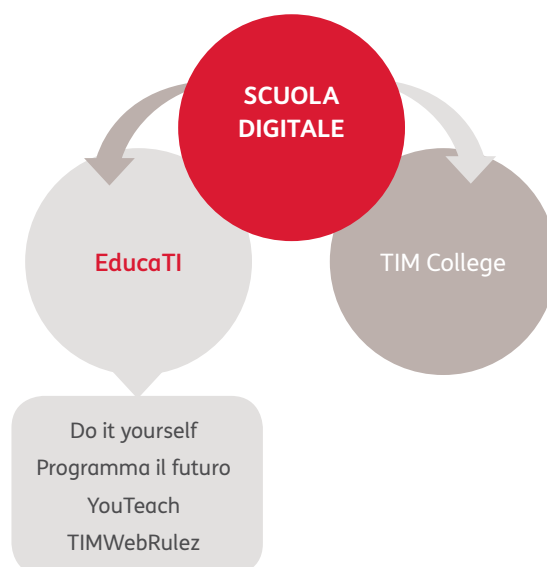 SCUOLA
DIGITALE
EducaTI
TIM College
Do it yourself
Programma il futuro
YouTeach
TIMWebRulez